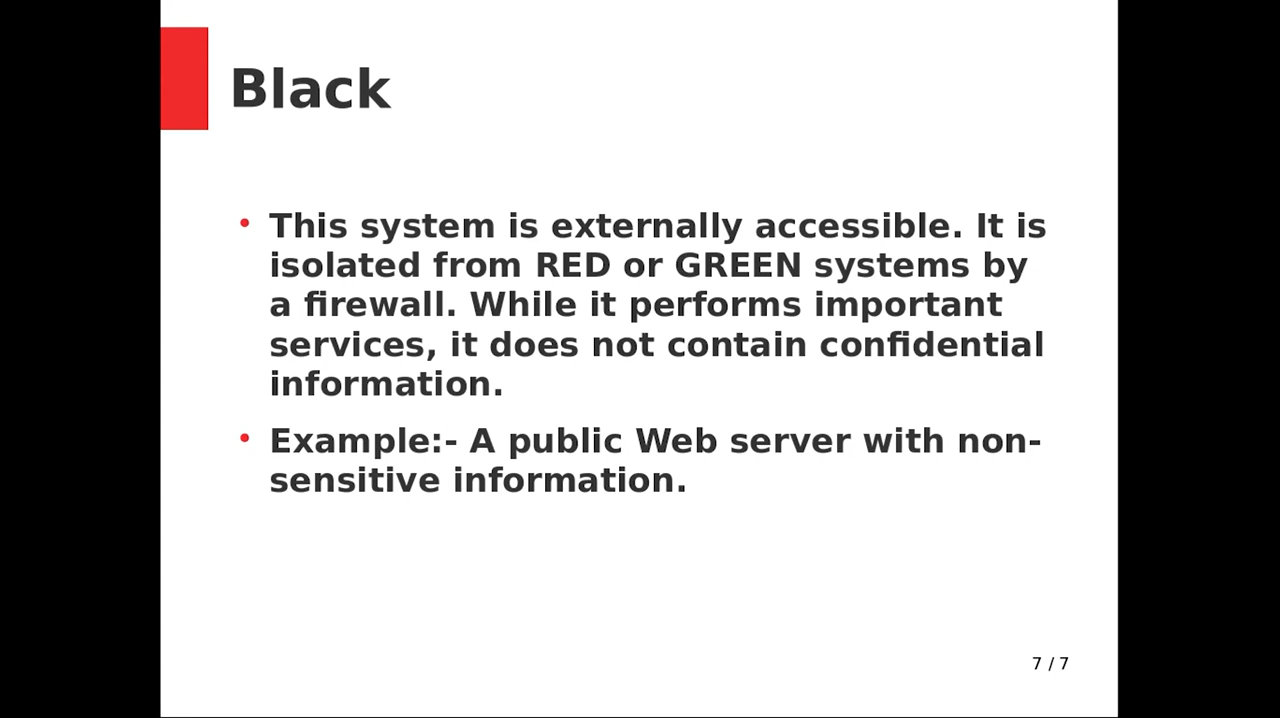 Black
• This system is externally accessible. It is
isolated from RED or GREEN systems by
a firewall. While it performs important
services, it does not contain confidential
information.
• Example:- A public Web server with non-
sensitive information.
7 / 7